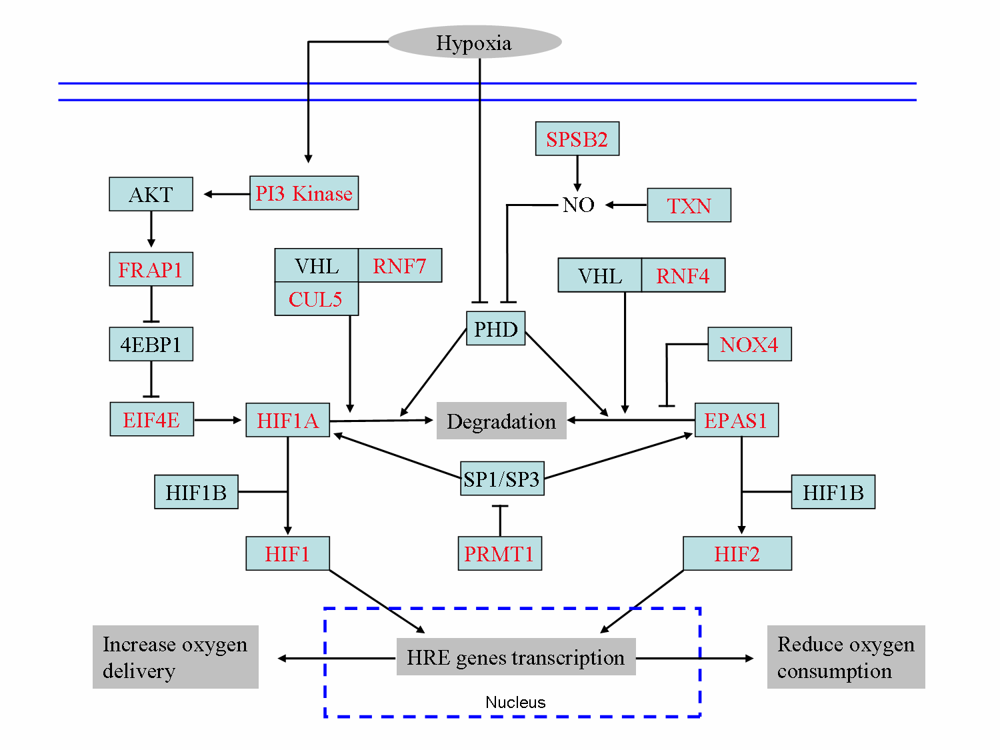 Hypoxia
SPSB2
AKT
PI3 Kinase
NO
TXN
FRAP1
VHL
RNF7
CUL5
VHL
RNF4
PHD
4EBP1
NOX4
EIF4E
HIF1A
Degradation
EPAS1
SP1/SP3
HIF1B
HIF1B
HIF1
PRMT1
HIF2
Increase oxygen
delivery
HRE genes transcription
Reduce oxygen
consumption
Nucleus